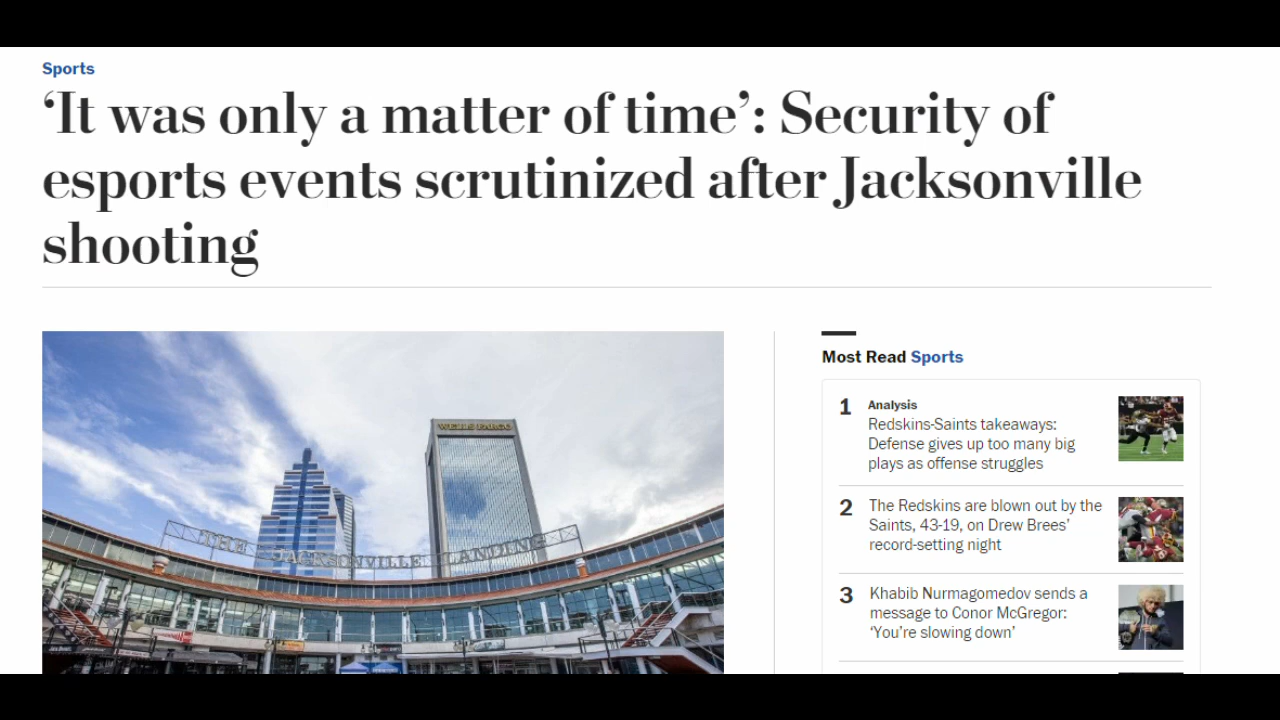 Sports
‘It was only a matter of time’: Security of
esports events scrutinized after Jacksonville
shooting
WELLS FARGO
THE JACKSONVILLE LANDING
Most Read Sports
1
Analysis
Redskins-Saints takeaways:
Defense gives up too many big
plays as offense struggles
2
The Redskins are blown out by the
Saints, 43-19, on Drew Brees’
record-setting night
3
Khabib Nurmagomedov sends a
message to Conor McGregor:
‘You’re slowing down’